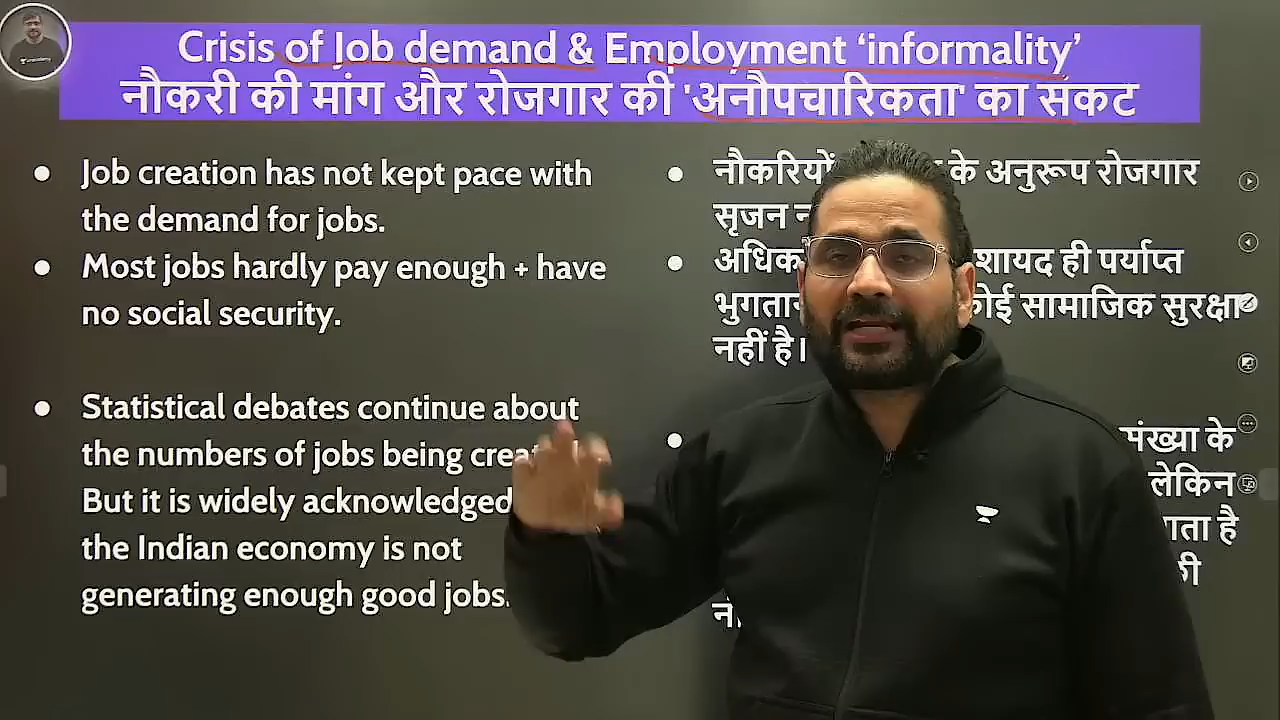 Crisis of Job demand & Employment ‘informality’
नौकरी की मांग और रोजगार की 'अनौपचारिकता' का संकट
Job creation has not kept pace with
the demand for jobs.
Most jobs hardly pay enough + have
no social security.
Statistical debates continue about
the numbers of jobs being
But it is widely acknowledged
the Indian economy is not
generating enough good jobs.
नौकरियों के अनुरूप रोजगार
सृजन
शायद ही पर्याप्त
सामाजिक सुरक्षा
नहीं है।
संख्या के
लेकिन
है